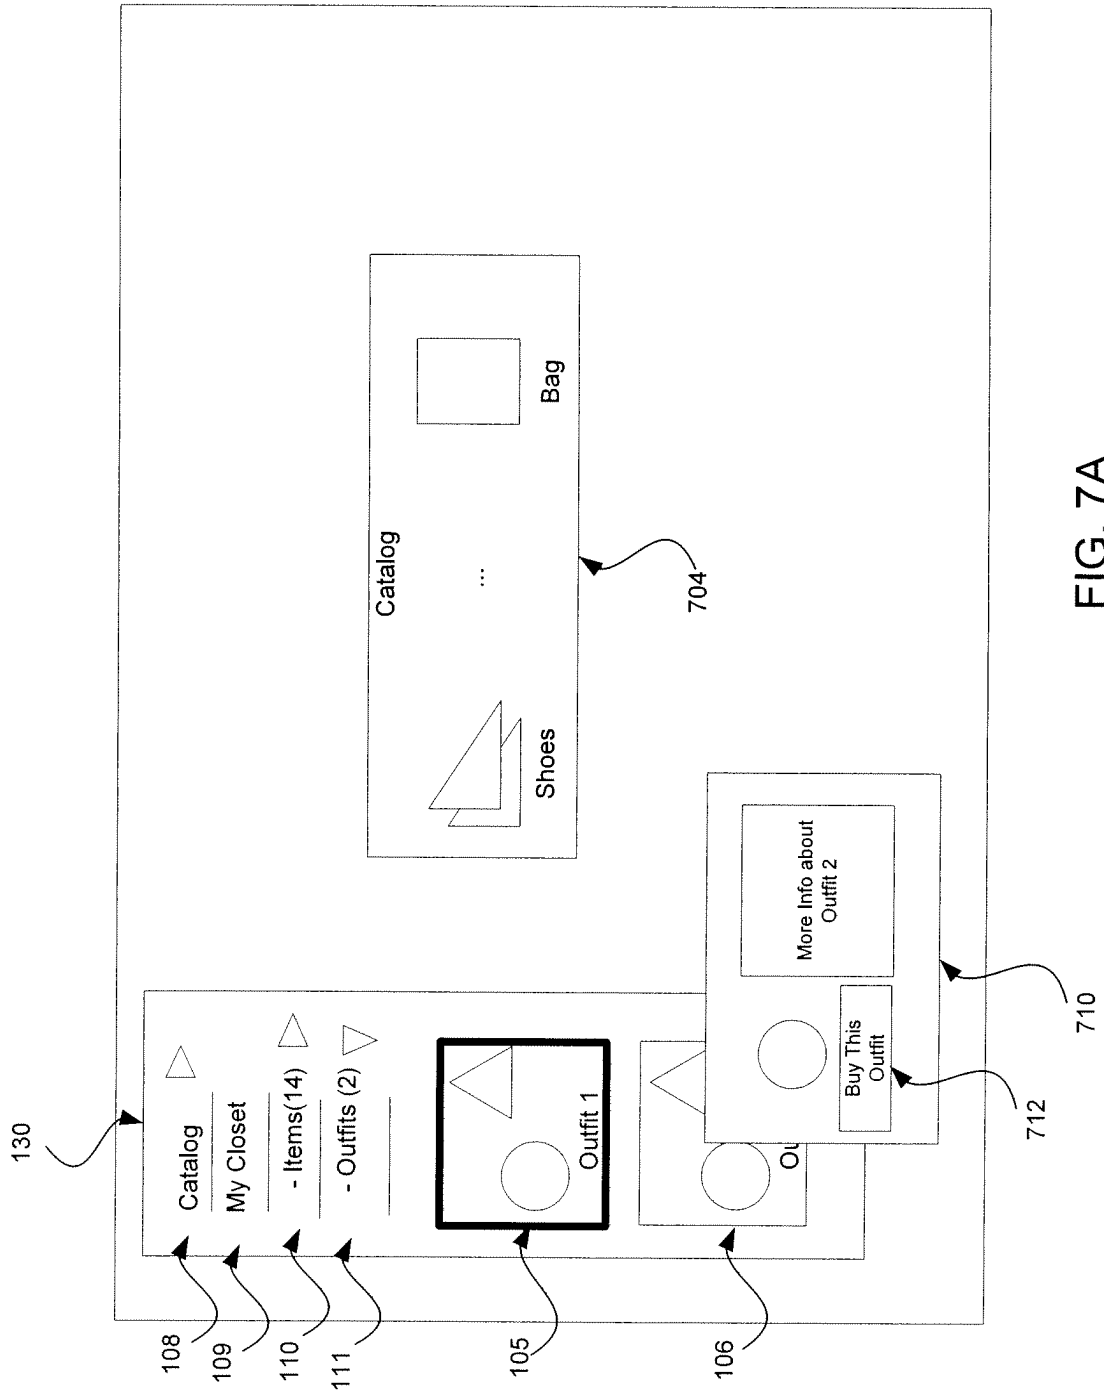 130
108
109
110
111
105
106
Catalog
My Closet
- Items(14)
- Outfits (2)
Outfit 1
Ou
Catalog
...
Shoes
Bag
704
More Info about
Outfit 2
Buy This
Outfit
710
712
FIG. 7A